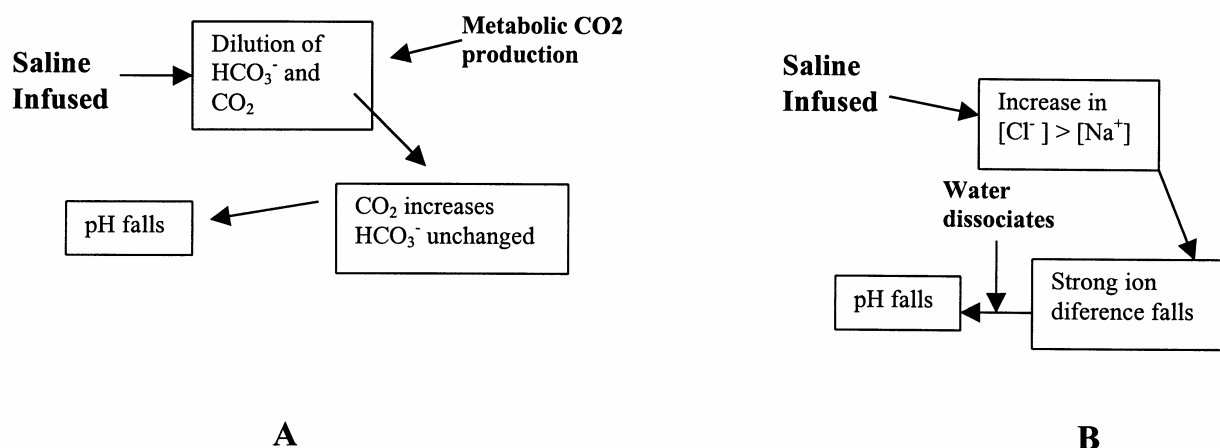 Saline
Infused
Dilution of
HCO₃⁻ and
CO₂
Metabolic CO2
production
CO₂ increases
HCO₃⁻ unchanged
pH falls
A
Saline
Infused
Increase in
[Cl⁻ ] > [Na⁺]
Water
dissociates
Strong ion
diference falls
pH falls
B